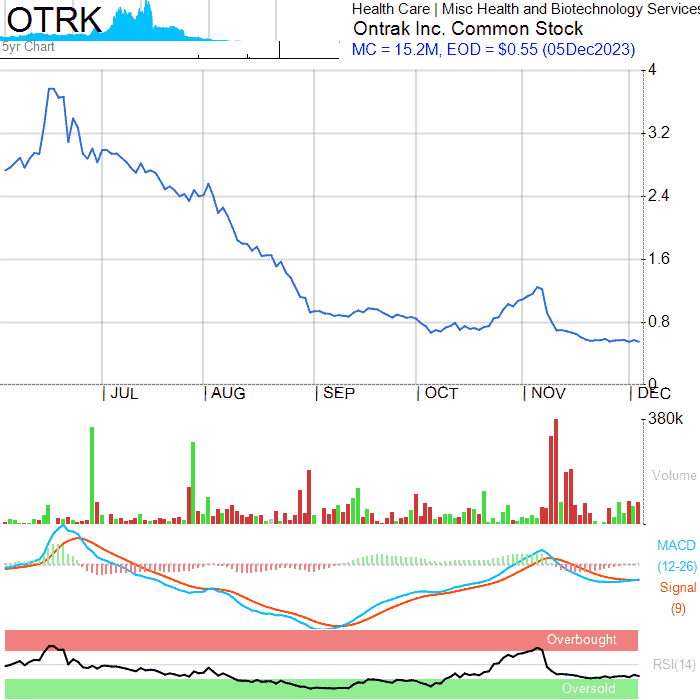 OTRK
5yr Chart
Health Care | Misc Health and Biotechnology Services
Ontrak Inc. Common Stock
MC = 15.2M, EOD = $0.55 (05Dec2023)
4
3.2
2.4
1.6
0.8
0
| JUL | AUG | SEP | OCT | NOV | DEC
380k
Volume
MACD
(12-26)
Signal
(9)
Overbought
RSI(14)
Oversold